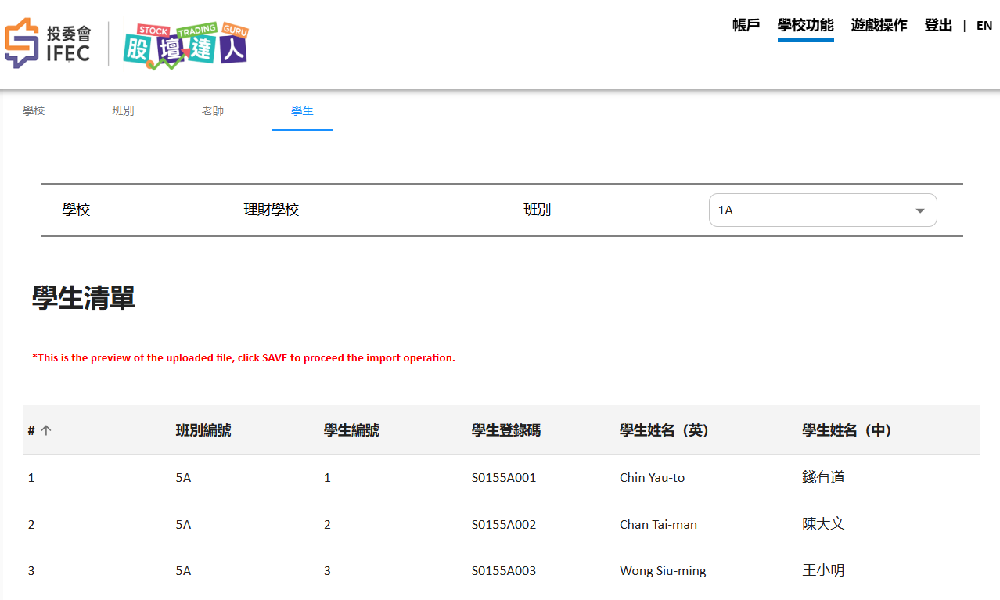 投委會 IFEC STOCK TRADING GURU 股壇達人
帳戶 學校功能 遊戲操作 登出 | EN
學校 班別 老師 學生
學校 理財學校 班別 1A
學生清單
*This is the preview of the uploaded file, click SAVE to proceed the import operation.
# 班別編號 學生編號 學生登錄碼 學生姓名（英） 學生姓名（中）
1 5A 1 S0155A001 Chin Yau-to 錢有道
2 5A 2 S0155A002 Chan Tai-man 陳大文
3 5A 3 S0155A003 Wong Siu-ming 王小明